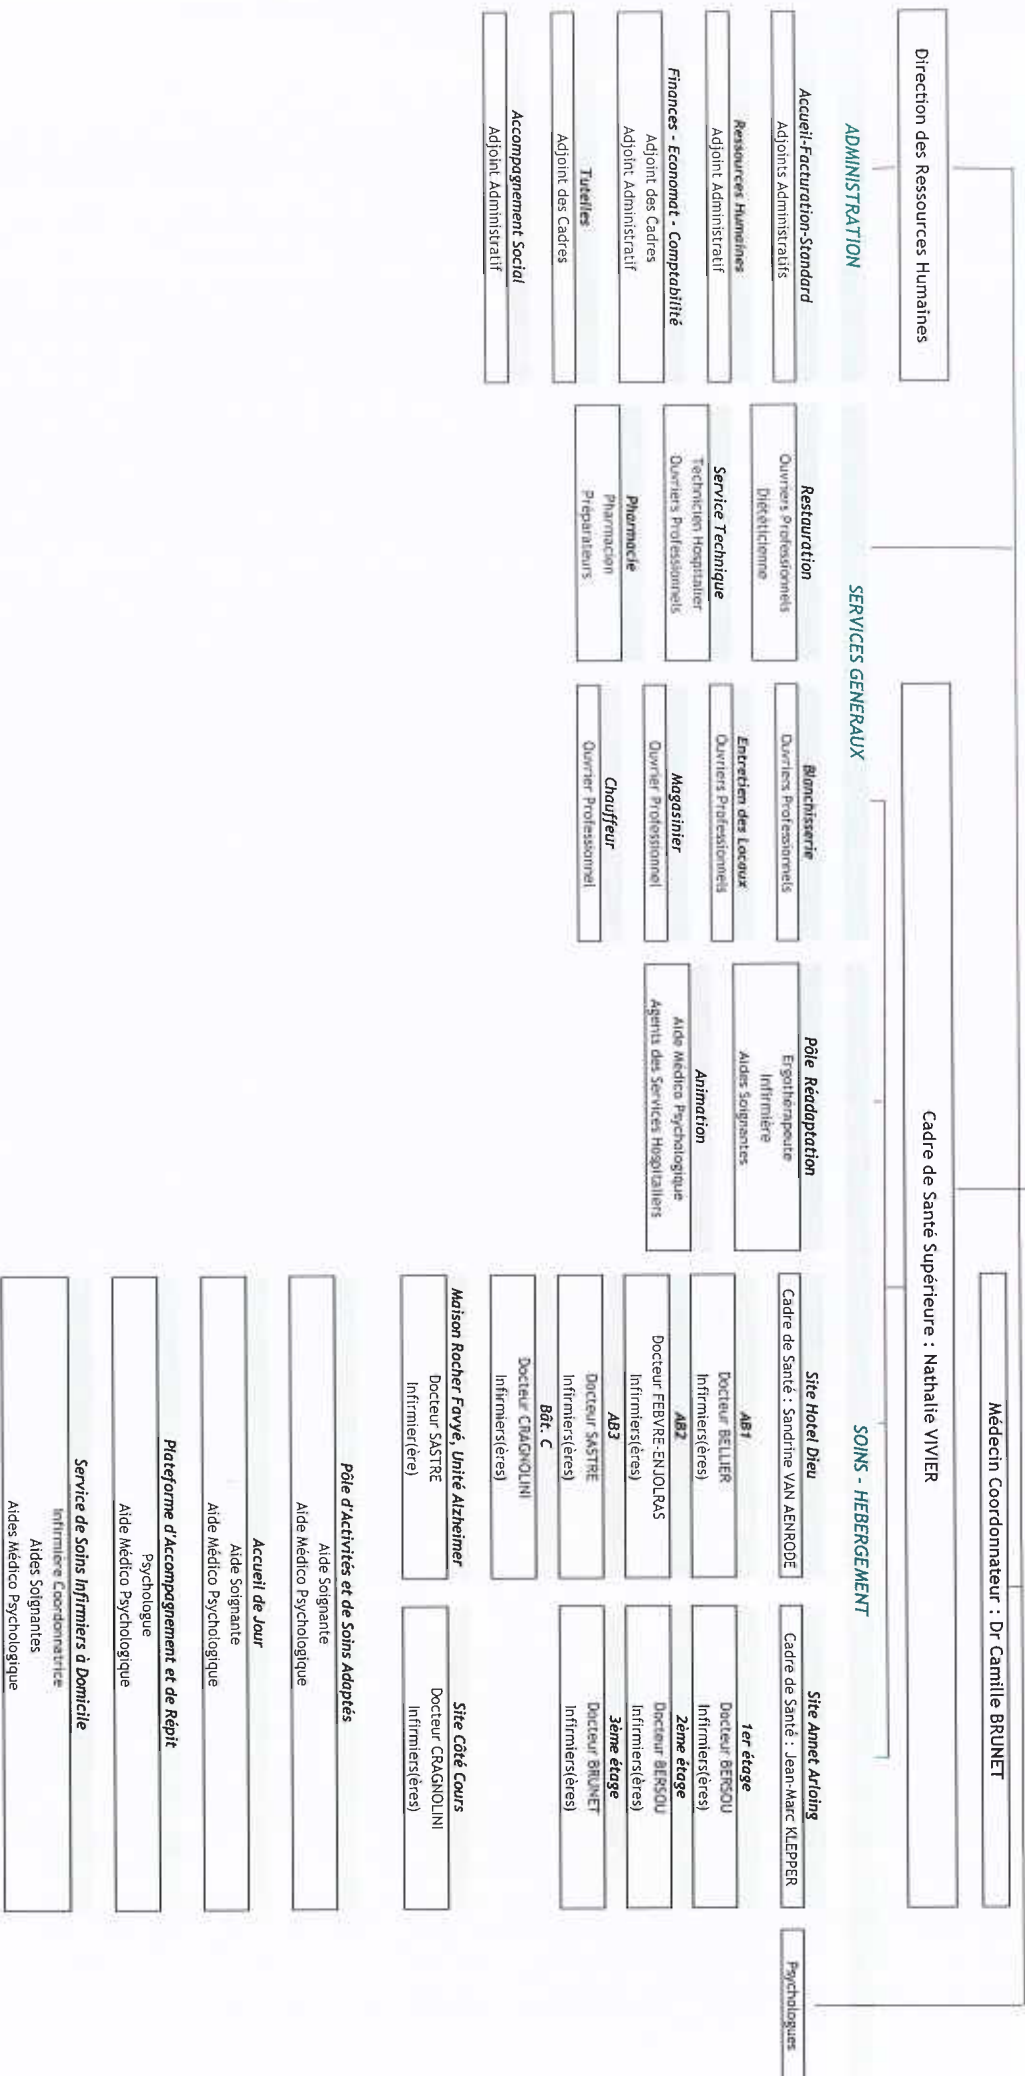 Médecin Coordonnateur : Dr Camille BRUNET
Direction des Ressources Humaines
Cadre de Santé Supérieure : Nathalie VIVIER
ADMINISTRATION
SERVICES GENERAUX
SOINS - HEBERGEMENT
Accueil-Facturation-Standard
Adjoints Administratifs
Ressources Humaines
Adjoint Administratif
Finances - Economat - Comptabilité
Adjoint des Cadres
Adjoint Administratif
Tutelles
Adjoint des Cadres
Accompagnement Social
Adjoint Administratif
Restauration
Ouvriers Professionnels
Diététicienne
Service Technique
Technicien Hospitalier
Ouvriers Professionnels
Pharmacie
Pharmacien
Préparateurs
Blanchisserie
Ouvriers Professionnels
Entretien des Locaux
Ouvriers Professionnels
Magasinier
Ouvrier Professionnel
Chauffeur
Ouvrier Professionnel
Pôle Réadaptation
Ergothérapeute
Infirmière
Aides Soignantes
Animation
Aide Médico Psychologique
Agents des Services Hospitaliers
Site Hotel Dieu
Cadre de Santé : Sandrine VAN AENRODE
AB1
Docteur BELLIER
Infirmiers(ères)
AB2
Docteur FEBVRE-ENJOLRAS
Infirmiers(ères)
AB3
Docteur SASTRE
Infirmiers(ères)
Bât. C
Docteur CRAGNOLINI
Infirmiers(ères)
Maison Rocher Favyé, Unité Alzheimer
Docteur SASTRE
Infirmier(ère)
Site Annet Arloing
Cadre de Santé : Jean-Marc KLEPPER
1er étage
Docteur BERSOU
Infirmiers(ères)
2ème étage
Docteur BERSOU
Infirmiers(ères)
3ème étage
Docteur BRUNET
Infirmiers(ères)
Site Côté Cours
Docteur CRAGNOLINI
Infirmiers(ères)
Psychologues
Pôle d'Activités et de Soins Adaptés
Aide Soignante
Aide Médico Psychologique
Accueil de Jour
Aide Soignante
Aide Médico Psychologique
Plateforme d'Accompagnement et de Répit
Psychologue
Aide Médico Psychologique
Service de Soins Infirmiers à Domicile
Infirmière Coordonnatrice
Aides Soignantes
Aides Médico Psychologique